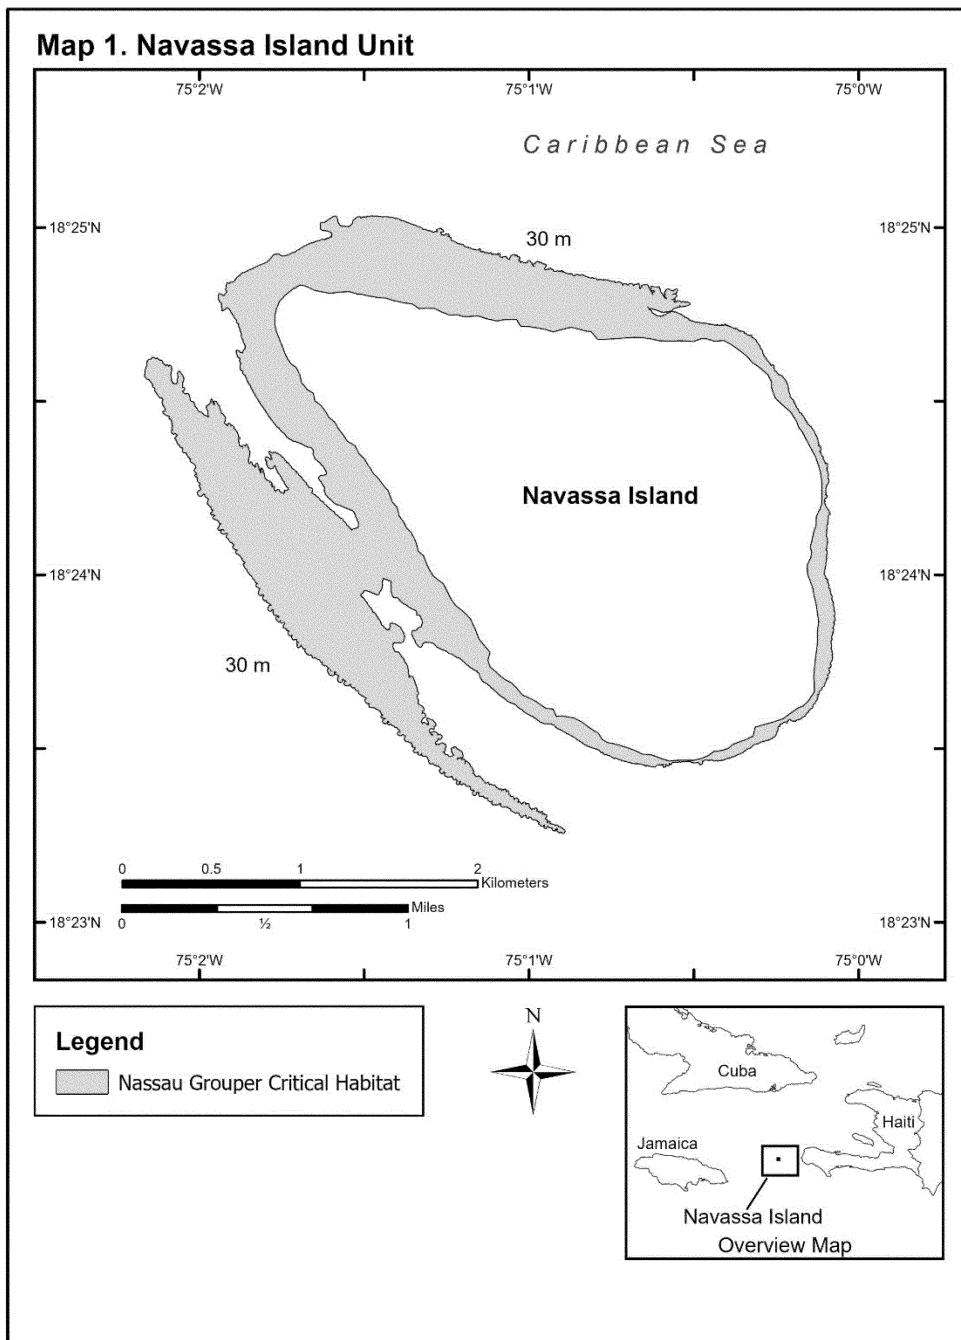 Map 1. Navassa Island Unit
75°2'W 75°1'W 75°0'W
Caribbean Sea
18°25'N 18°25'N
30 m
Navassa Island
18°24'N 18°24'N
30 m
0 0.5 1 2
Kilometers
Miles
0 ½ 1
18°23'N 18°23'N
75°2'W 75°1'W 75°0'W
Legend
Nassau Grouper Critical Habitat
N
Cuba
Haiti
Jamaica
Navassa Island
Overview Map